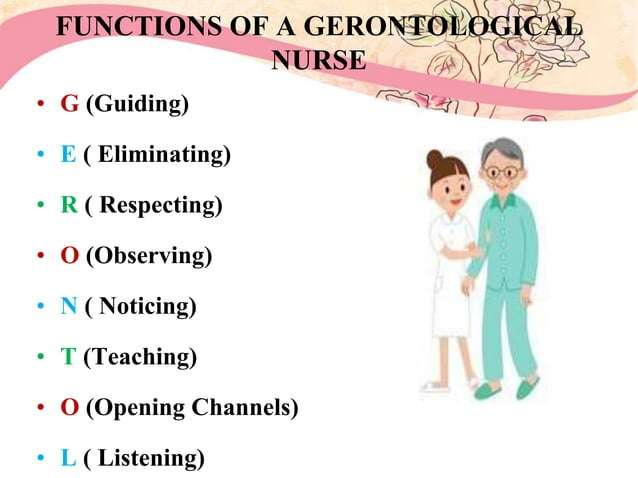 FUNCTIONS OF A GERONTOLOGICAL
NURSE
• G (Guiding)
• E ( Eliminating)
• R ( Respecting)
• O (Observing)
• N ( Noticing)
• T (Teaching)
• O (Opening Channels)
• L ( Listening)